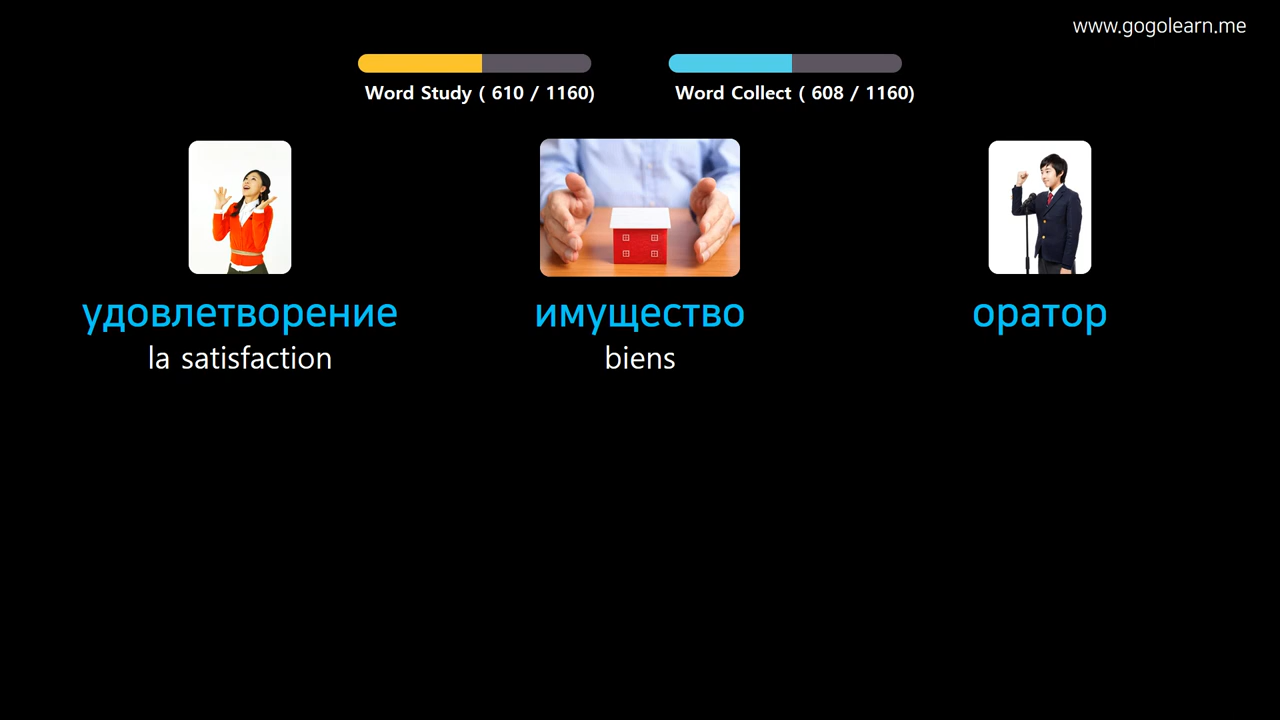 www.gogolearn.me
Word Study ( 610 / 1160)
Word Collect ( 608 / 1160)
удовлетворение
la satisfaction
имущество
biens
оратор